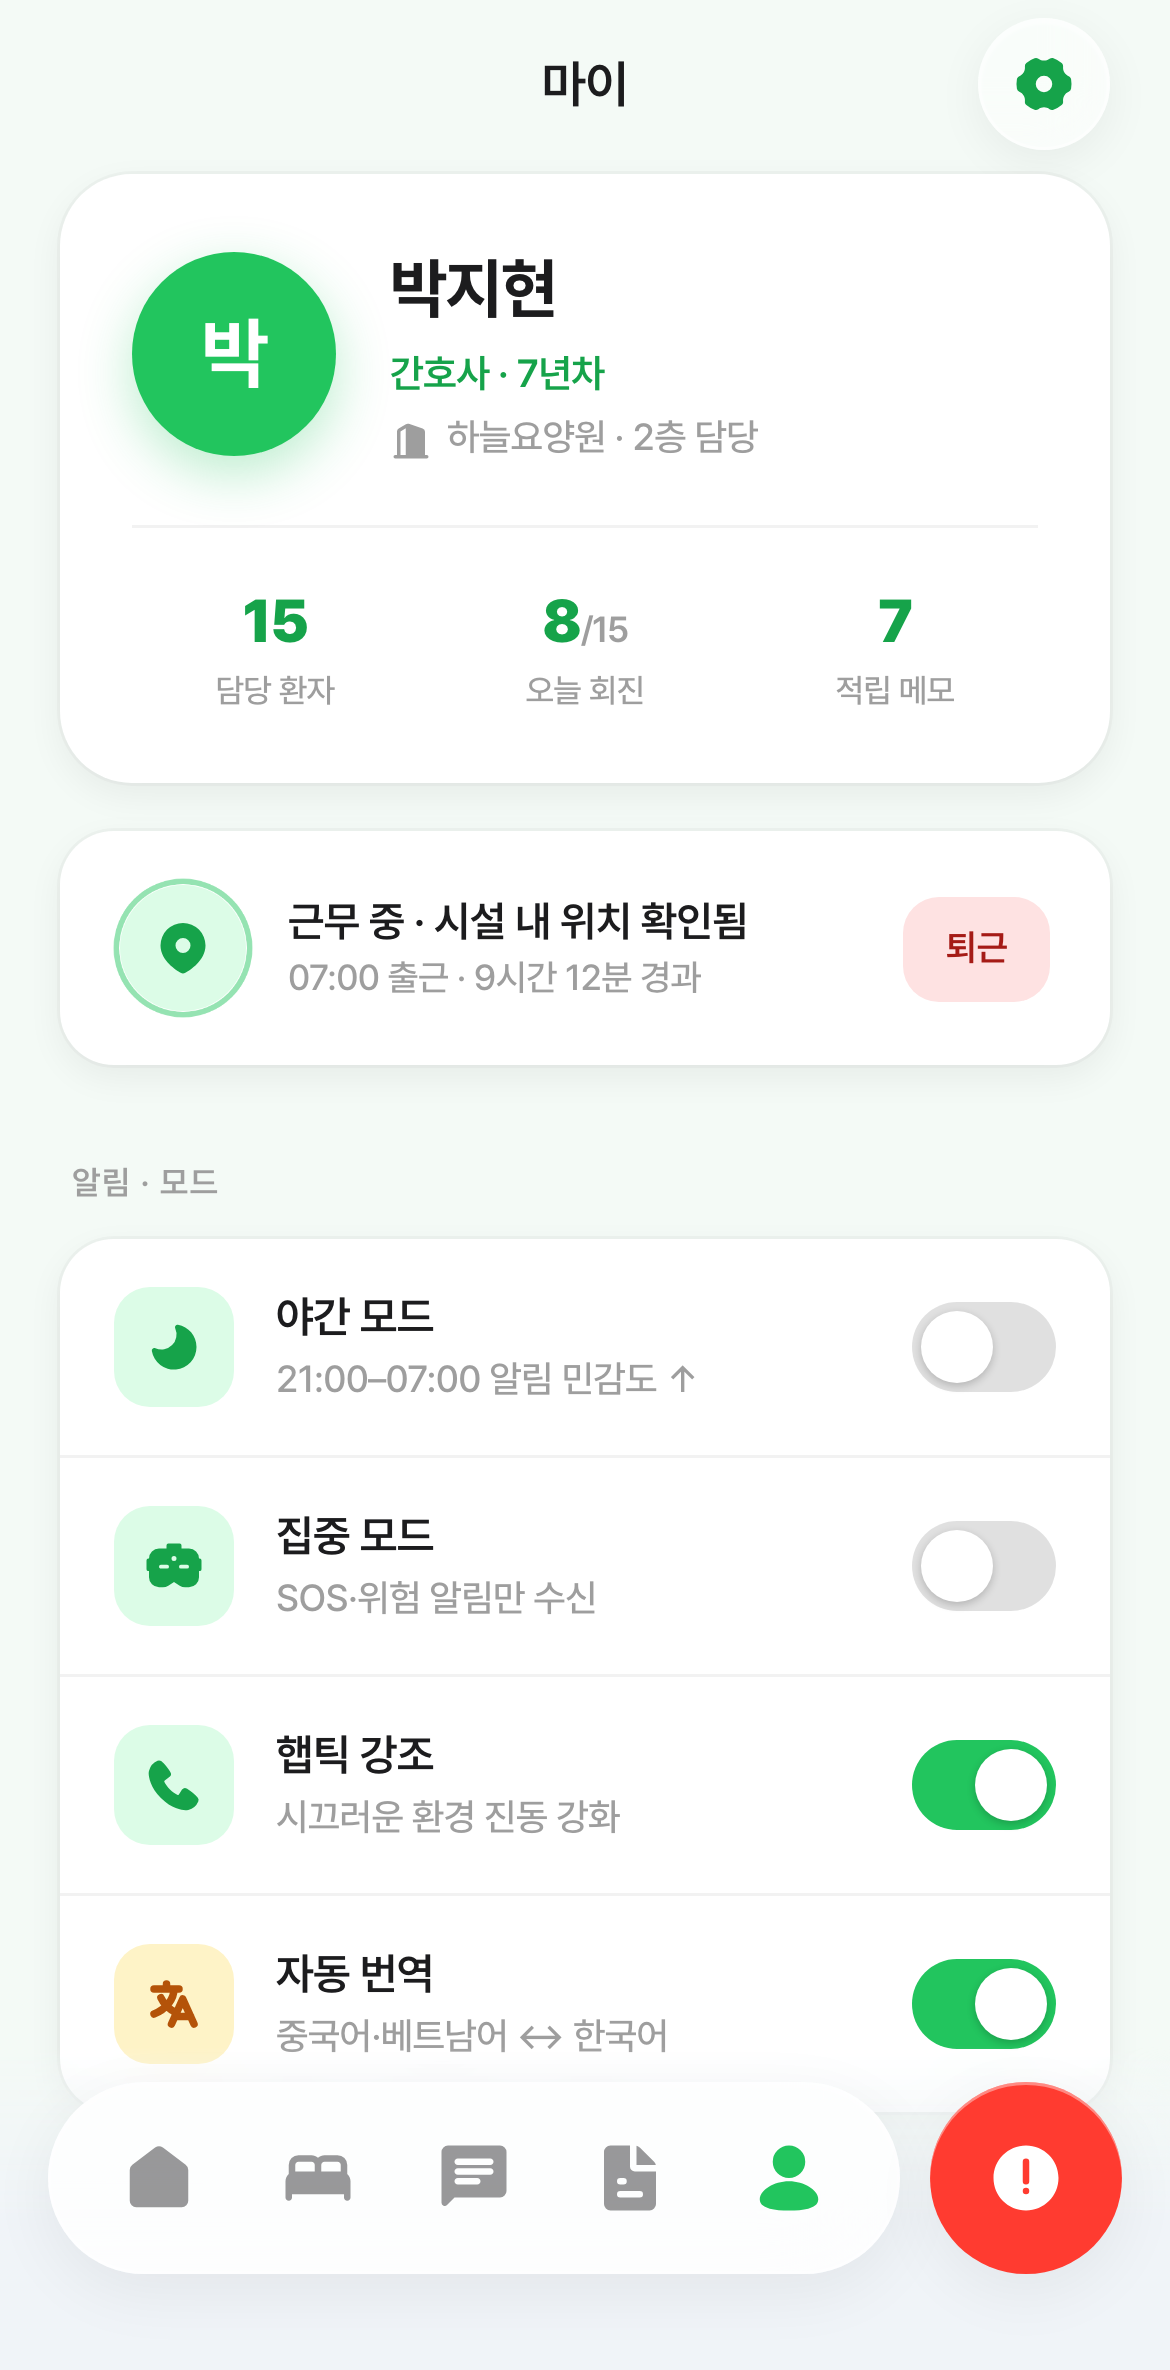 마이
박
박지현
간호사 · 7년차
하늘요양원 · 2층 담당
15
담당 환자
8/15
오늘 회진
7
적립 메모
근무 중 · 시설 내 위치 확인됨
07:00 출근 · 9시간 12분 경과
퇴근
알림 · 모드
야간 모드
21:00–07:00 알림 민감도 ↑
집중 모드
SOS·위험 알림만 수신
햅틱 강조
시끄러운 환경 진동 강화
자동 번역
중국어·베트남어 ↔ 한국어